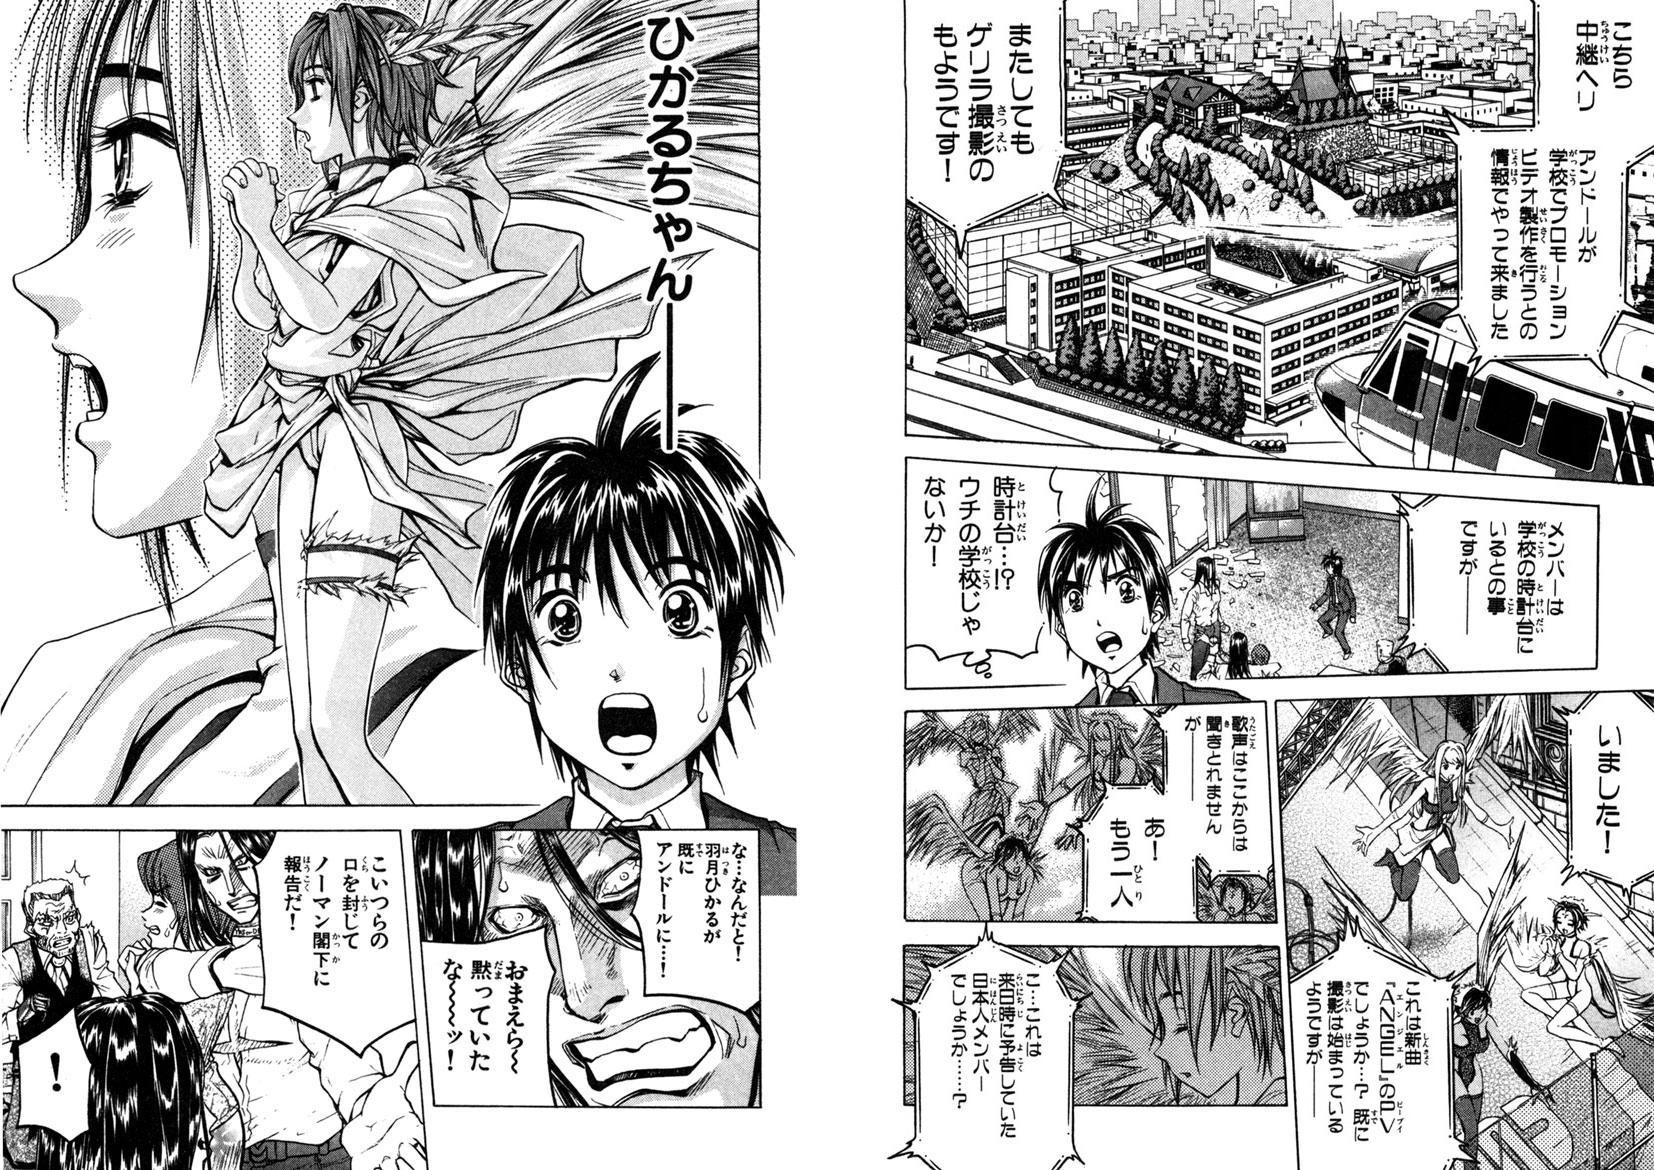 こちら
中継ヘリ
アンドールが
学校でプロモーション
ビデオ製作を行うとの
情報でやって来ました
またしても
ゲリラ撮影の
もようです！
メンバーは
学校の時計台に
いるとの事
ですが――
時計台…!?
ウチの学校じゃ
ないか！
いました！
これは新曲
『ANGEL』のPV
でしょうか…？既に
撮影は始まっている
ようですが――
歌声はここからは
聞きとれません
が――
あ！
もう一人
こ…これは
来日時に予告していた
日本人メンバー
でしょうか……？
ひかるちゃん――
な…なんだと！
羽月ひかるが
既に
アンドールに…！
おまえら～
黙っていた
な～～～ッ！
こいつらの
口を封じて
ノーマン閣下に
報告だ！
！